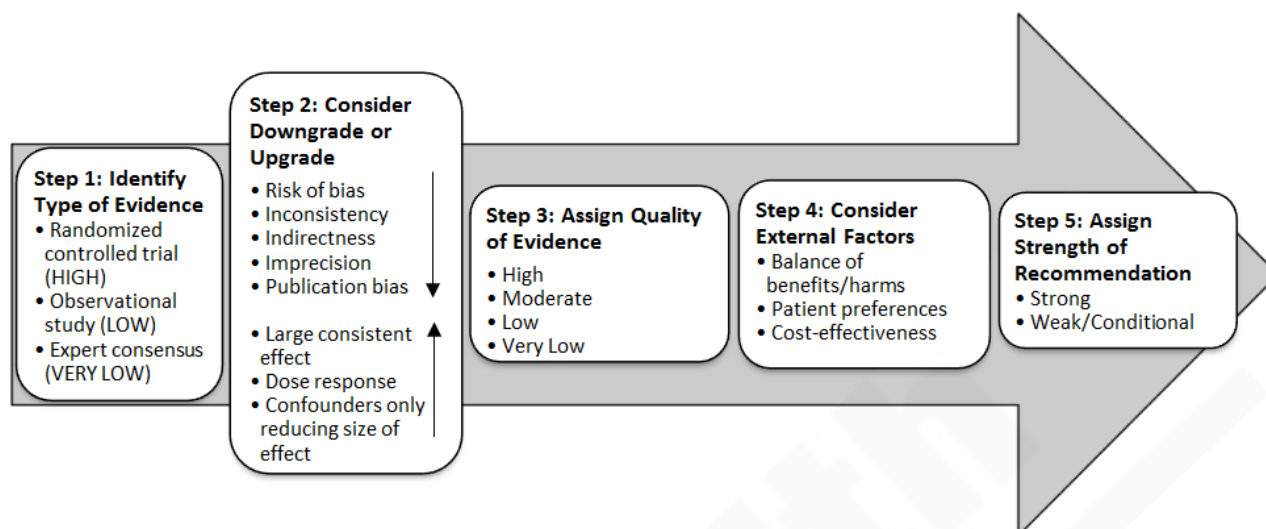 Step 1: Identify
Type of Evidence
• Randomized
controlled trial
(HIGH)
• Observational
study (LOW)
• Expert consensus
(VERY LOW)
Step 2: Consider
Downgrade or
Upgrade
• Risk of bias
• Inconsistency
• Indirectness
• Imprecision
• Publication bias
• Large consistent
effect
• Dose response
• Confounders only
reducing size of
effect
Step 3: Assign Quality
of Evidence
• High
• Moderate
• Low
• Very Low
Step 4: Consider
External Factors
• Balance of
benefits/harms
• Patient preferences
• Cost-effectiveness
Step 5: Assign
Strength of
Recommendation
• Strong
• Weak/Conditional